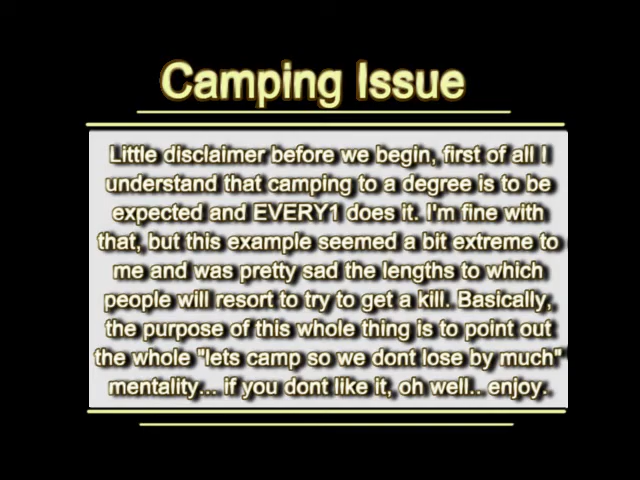 Camping Issue
Little disclaimer before we begin, first of all I
understand that camping to a degree is to be
expected and EVERY1 does it. I'm fine with
that, but this example seemed a bit extreme to
me and was pretty sad the lengths to which
people will resort to try to get a kill. Basically,
the purpose of this whole thing is to point out
the whole "lets camp so we dont lose by much"
mentality... if you dont like it, oh well.. enjoy.